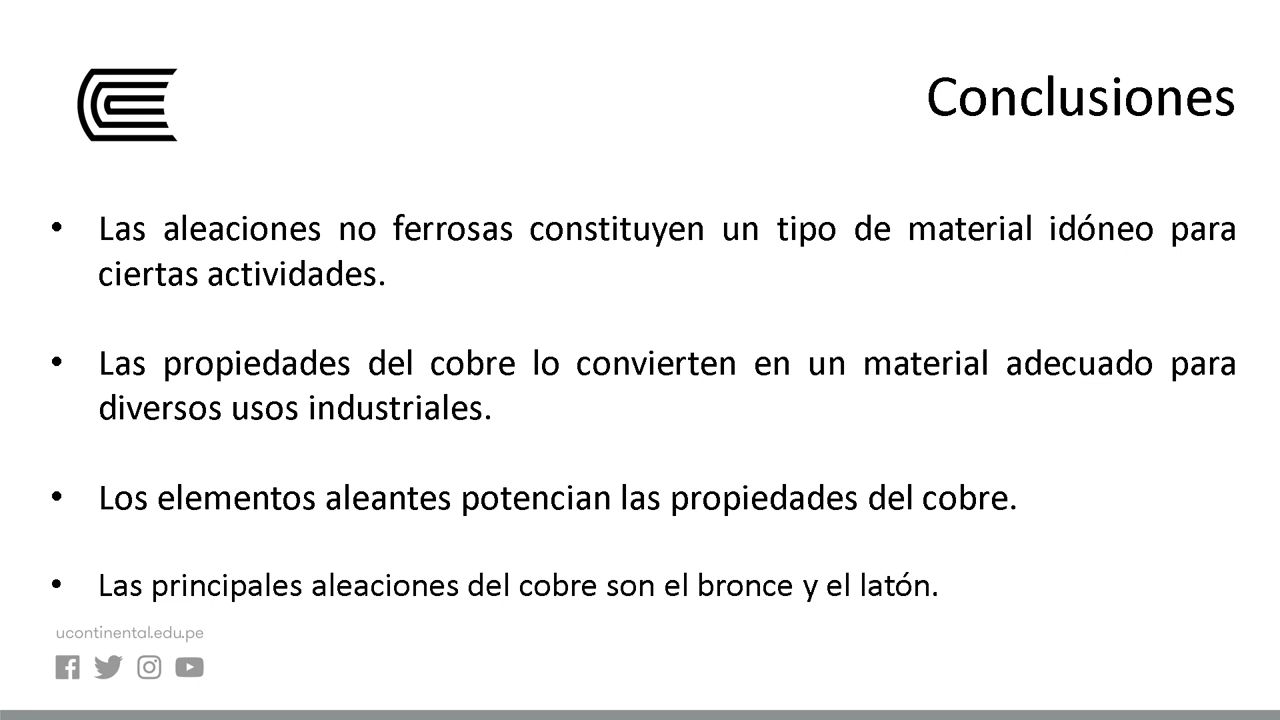 Conclusiones
• Las aleaciones no ferrosas constituyen un tipo de material idóneo para
ciertas actividades.
• Las propiedades del cobre lo convierten en un material adecuado para
diversos usos industriales.
• Los elementos aleantes potencian las propiedades del cobre.
• Las principales aleaciones del cobre son el bronce y el latón.
ucontinental.edu.pe